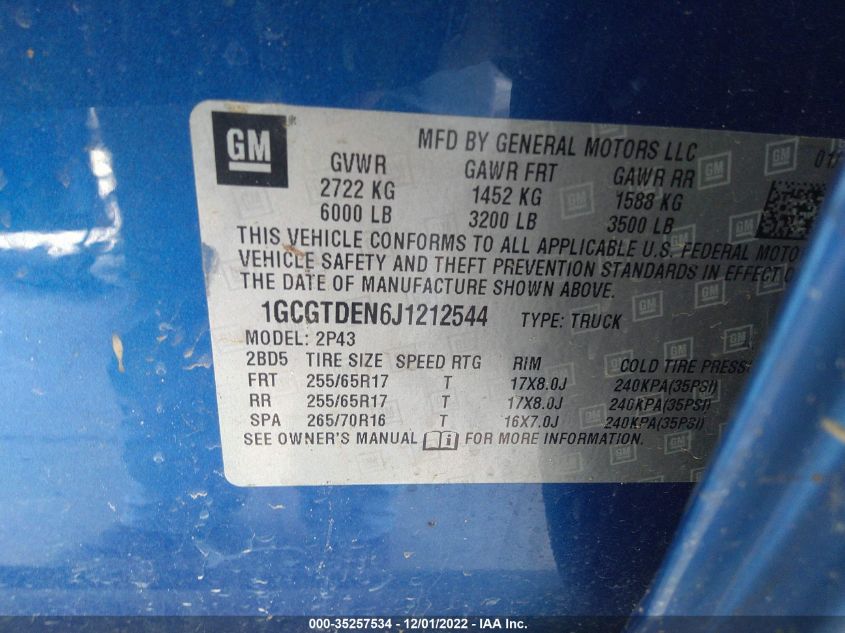 GM
MFD BY GENERAL MOTORS LLC
GVWR GAWR FRT GAWR RR
2722 KG 1452 KG 1588 KG
6000 LB 3200 LB 3500 LB
THIS VEHICLE CONFORMS TO ALL APPLICABLE U.S. FEDERAL MOTO
VEHICLE SAFETY AND THEFT PREVENTION STANDARDS IN EFFECT O
THE DATE OF MANUFACTURE SHOWN ABOVE.
1GCGTDEN6J1212544 TYPE: TRUCK
MODEL: 2P43
2BD5 TIRE SIZE SPEED RTG RIM COLD TIRE PRESS
FRT 255/65R17 T 17X8.0J 240KPA(35PSI)
RR 255/65R17 T 17X8.0J 240KPA(35PSI)
SPA 265/70R16 T 16X7.0J 240KPA(35PSI)
SEE OWNER'S MANUAL FOR MORE INFORMATION.
000-35257534 - 12/01/2022 - IAA Inc.